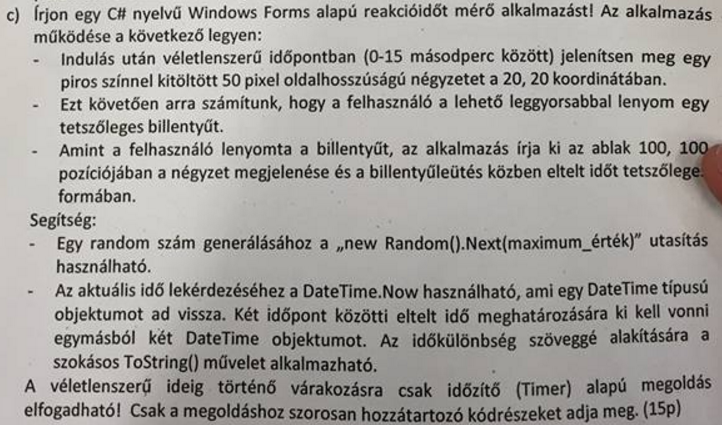 c) Írjon egy C# nyelvű Windows Forms alapú reakcióidőt mérő alkalmazást! Az alkalmazás
működése a következő legyen:
- Indulás után véletlenszerű időpontban (0-15 másodperc között) jelenítsen meg egy
piros színnel kitöltött 50 pixel oldalhosszúságú négyzetet a 20, 20 koordinátában.
- Ezt követően arra számítunk, hogy a felhasználó a lehető leggyorsabbal lenyom egy
tetszőleges billentyűt.
- Amint a felhasználó lenyomta a billentyűt, az alkalmazás írja ki az ablak 100, 100
pozíciójában a négyzet megjelenése és a billentyűleütés közben eltelt időt tetszőleges
formában.
Segítség:
- Egy random szám generálásához a „new Random().Next(maximum_érték)” utasítás
használható.
- Az aktuális idő lekérdezéséhez a DateTime.Now használható, ami egy DateTime típusú
objektumot ad vissza. Két időpont közötti eltelt idő meghatározására ki kell vonni
egymásból két DateTime objektumot. Az időkülönbség szöveggé alakítására a
szokásos ToString() művelet alkalmazható.
A véletlenszerű ideig történő várakozásra csak időzítő (Timer) alapú megoldás
elfogadható! Csak a megoldáshoz szorosan hozzátartozó kódrészeket adja meg. (15p)